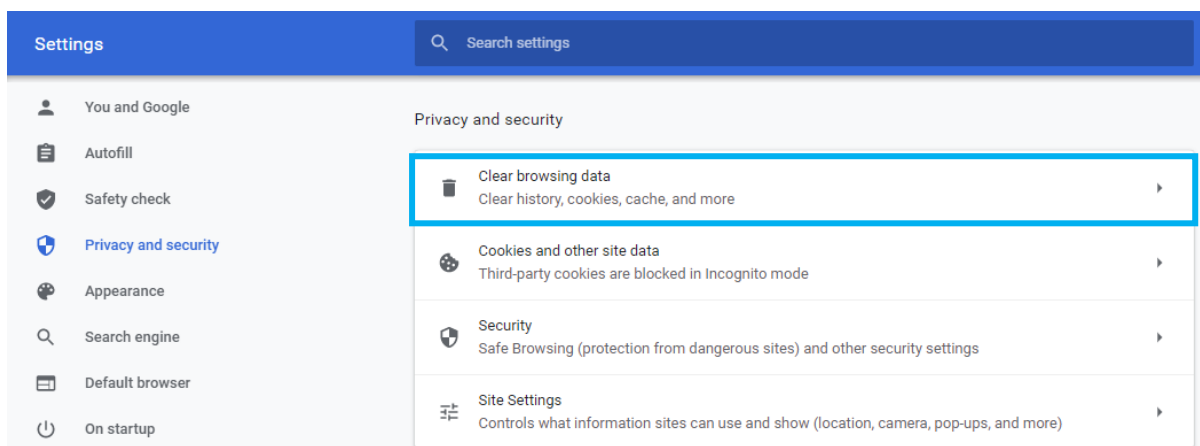 Settings
Search settings
You and Google
Autofill
Safety check
Privacy and security
Appearance
Search engine
Default browser
On startup
Privacy and security
Clear browsing data
Clear history, cookies, cache, and more
Cookies and other site data
Third-party cookies are blocked in Incognito mode
Security
Safe Browsing (protection from dangerous sites) and other security settings
Site Settings
Controls what information sites can use and show (location, camera, pop-ups, and more)